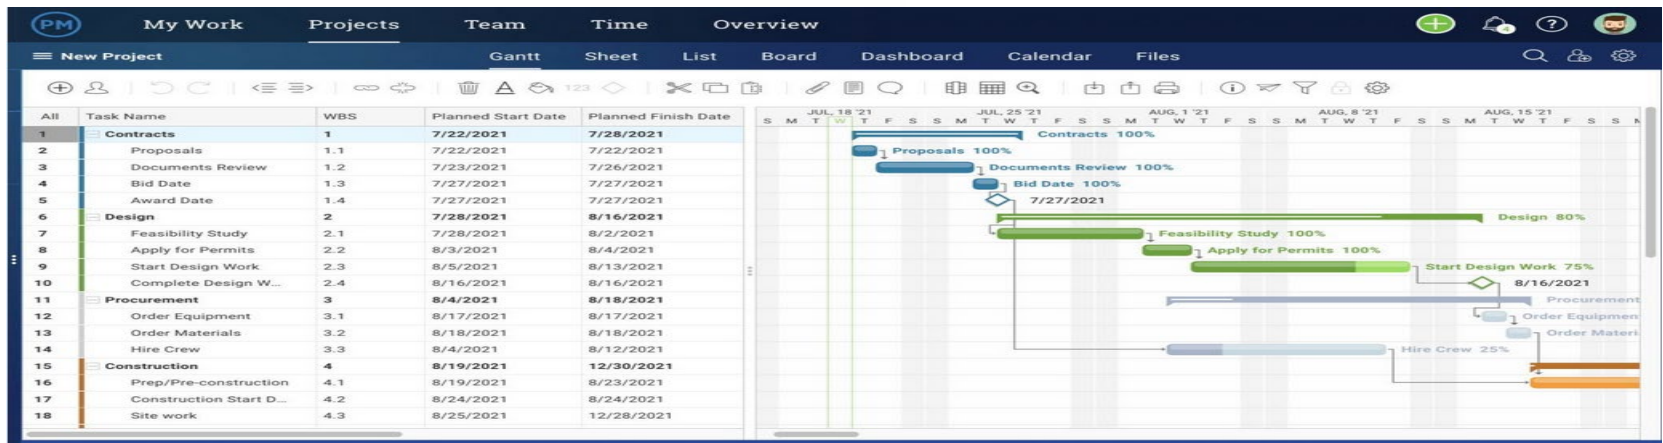 PM My Work Projects Team Time Overview
New Project Gantt Sheet List Board Dashboard Calendar Files
123
All Task Name WBS Planned Start Date Planned Finish Date
JUL, 18 '21 JUL, 25 '21 AUG, 1 '21 AUG, 8 '21 AUG, 15 '21
S M T W T F S S M T W T F S S M T W T F S S M T W T F S S M T W T F S S
1 Contracts 1 7/22/2021 7/28/2021 Contracts 100%
2 Proposals 1.1 7/22/2021 7/22/2021 Proposals 100%
3 Documents Review 1.2 7/23/2021 7/26/2021 Documents Review 100%
4 Bid Date 1.3 7/27/2021 7/27/2021 Bid Date 100%
5 Award Date 1.4 7/27/2021 7/27/2021 7/27/2021
6 Design 2 7/28/2021 8/16/2021 Design 80%
7 Feasibility Study 2.1 7/28/2021 8/2/2021 Feasibility Study 100%
8 Apply for Permits 2.2 8/3/2021 8/4/2021 Apply for Permits 100%
9 Start Design Work 2.3 8/5/2021 8/13/2021 Start Design Work 75%
10 Complete Design W... 2.4 8/16/2021 8/16/2021 8/16/2021
11 Procurement 3 8/4/2021 8/18/2021 Procurement
12 Order Equipment 3.1 8/17/2021 8/17/2021 Order Equipmen
13 Order Materials 3.2 8/18/2021 8/18/2021 Order Materi
14 Hire Crew 3.3 8/4/2021 8/12/2021 Hire Crew 25%
15 Construction 4 8/19/2021 12/30/2021
16 Prep/Pre-construction 4.1 8/19/2021 8/23/2021
17 Construction Start D... 4.2 8/24/2021 8/24/2021
18 Site work 4.3 8/25/2021 12/28/2021